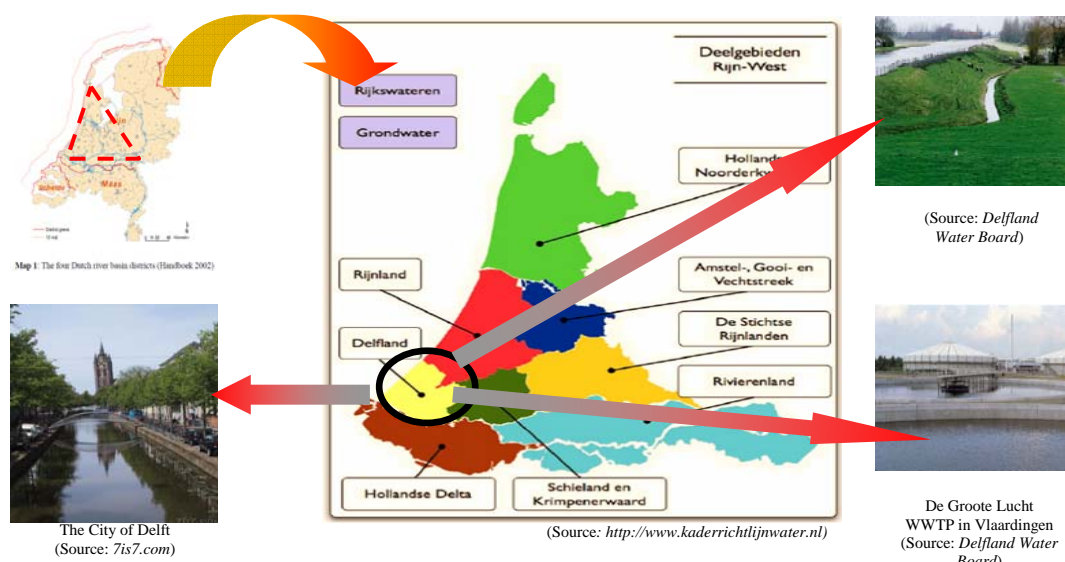 Deelgebieden
Rijn-West
Rijkswateren
Grondwater
Hollands
Maas
Map 1: The four Dutch river basin districts (Handboek 2002)
(Source: Delfland
Water Board)
Rijnland
Amstel-, Gooi- en
Vechtstreek
Delfland
De Stichtse
Rijnlanden
Rivierenland
Hollandse Delta
Schieland en
Krimpenerwaard
The City of Delft
(Source: 7is7.com)
(Source: http://www.kaderrichtlijnwater.nl)
De Groote Lucht
WWTP in Vlaardingen
(Source: Delfland Water
Board)